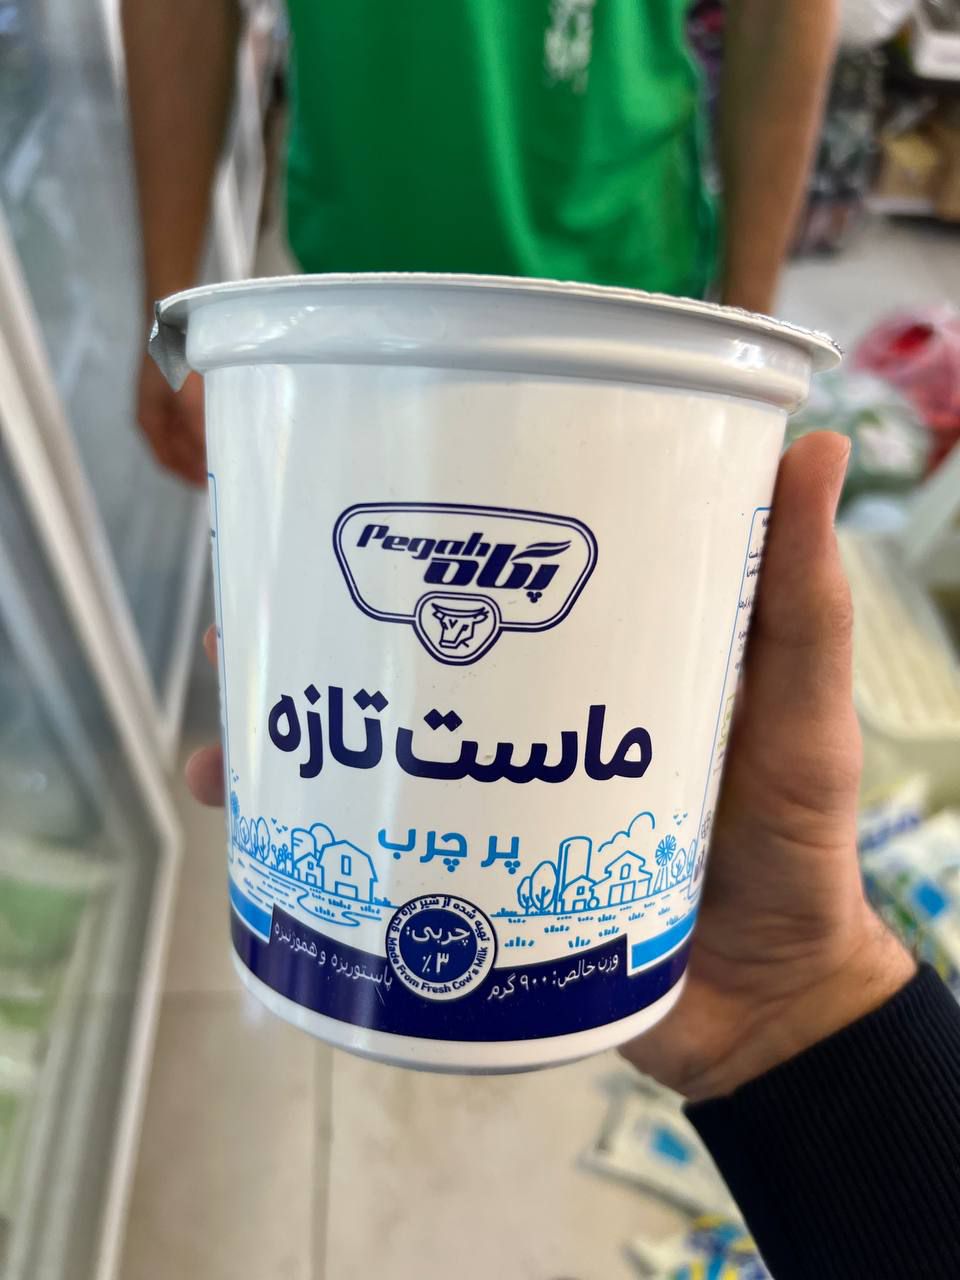 Pegah
پگاه
ماست تازه
پر چرب
تهیه شده از شیر تازه گاو
چربی:
۳٪
Made From Fresh Cow's Milk
وزن خالص: ۹۰۰ گرم
پاستوریزه و هموژنیزه